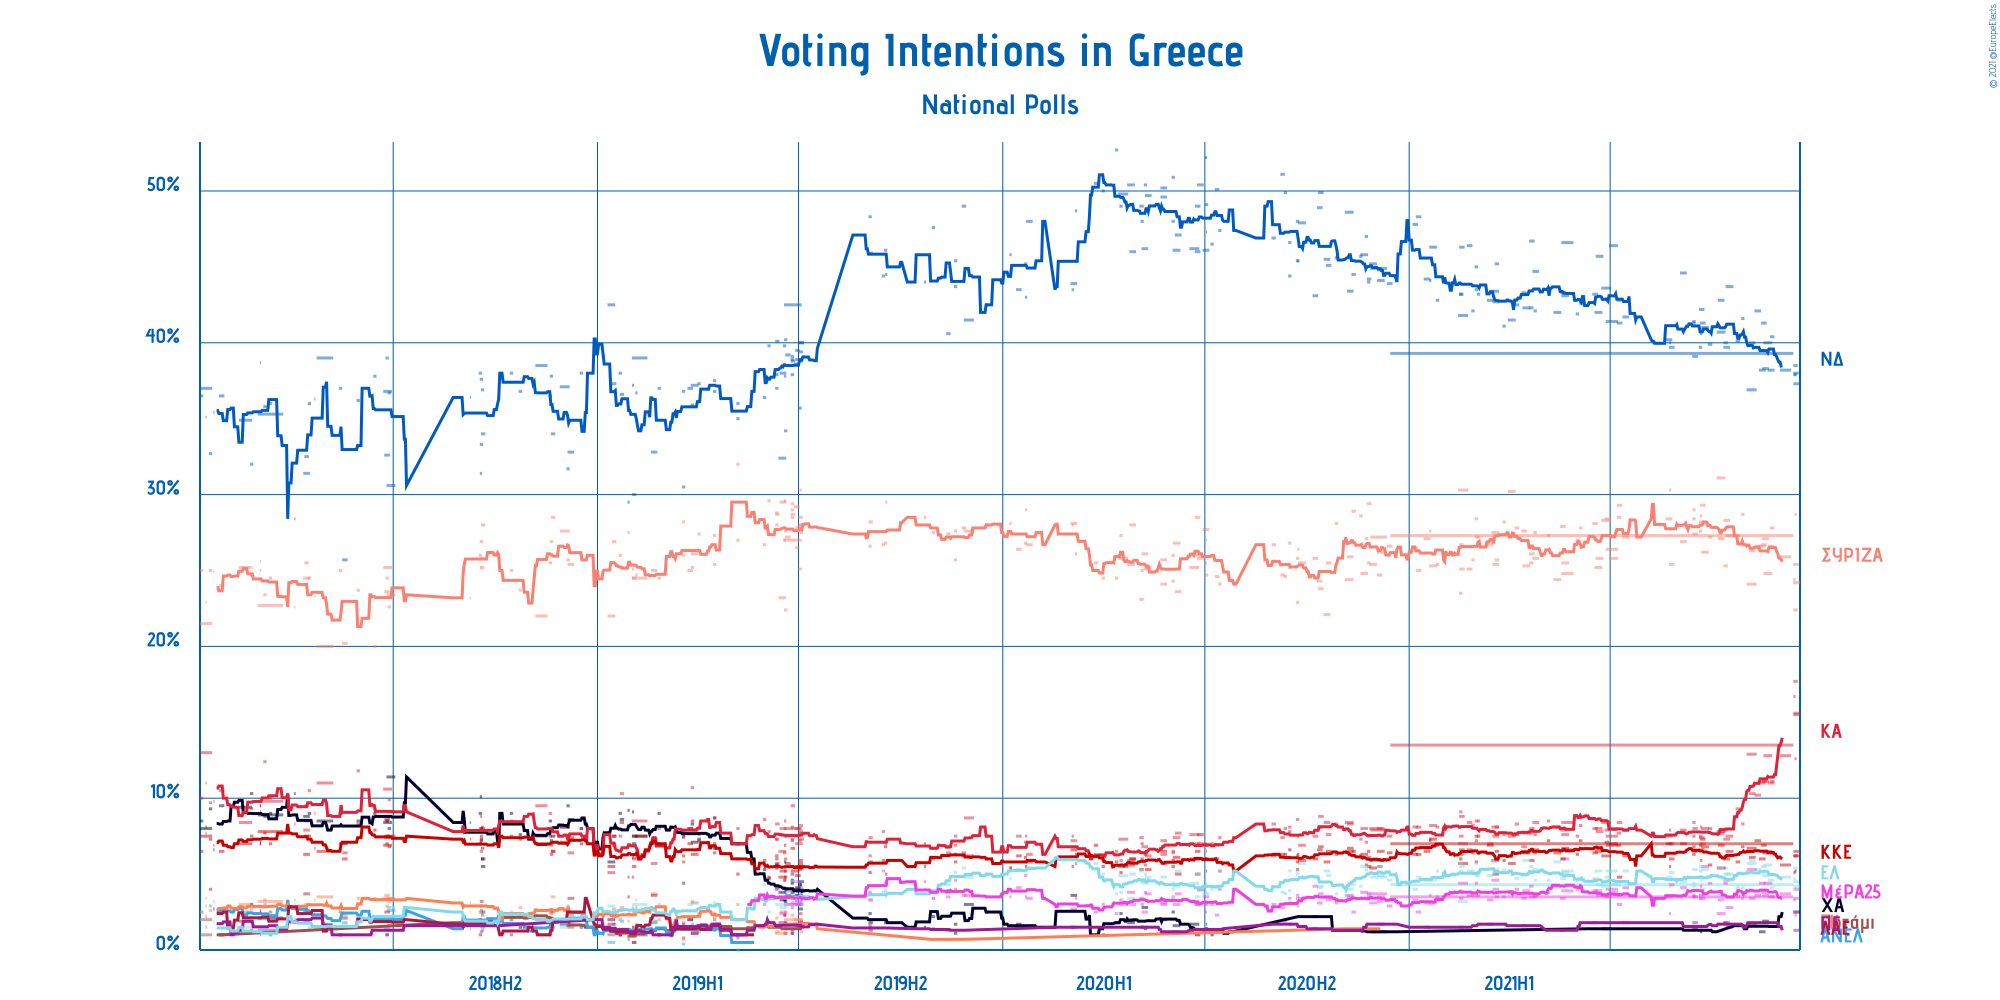 © 2021 @EuropeElects
Voting Intentions in Greece
National Polls
50%
40%
30%
20%
10%
0%
ΝΔ
ΣΥΡΙΖΑ
ΚΑ
ΚΚΕ
ΕΛ
ΜέΡΑ25
ΧΑ
ΑΝΕΛ
2018H2
2019H1
2019H2
2020H1
2020H2
2021H1